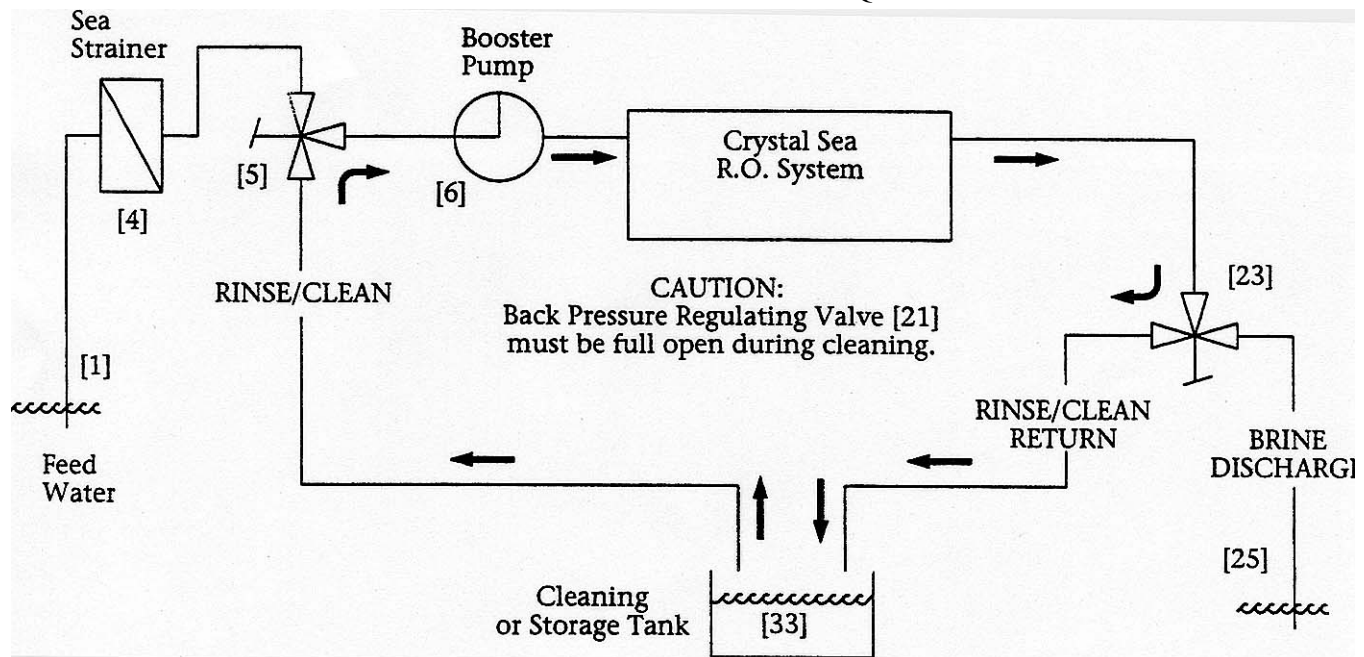 Sea
Strainer
Booster
Pump
Crystal Sea
R.O. System
[5]
[6]
[4]
[23]
RINSE/CLEAN
CAUTION:
Back Pressure Regulating Valve [21]
must be full open during cleaning.
[1]
RINSE/CLEAN
RETURN
BRINE
DISCHARGE
Feed
Water
[25]
Cleaning
or Storage Tank
[33]